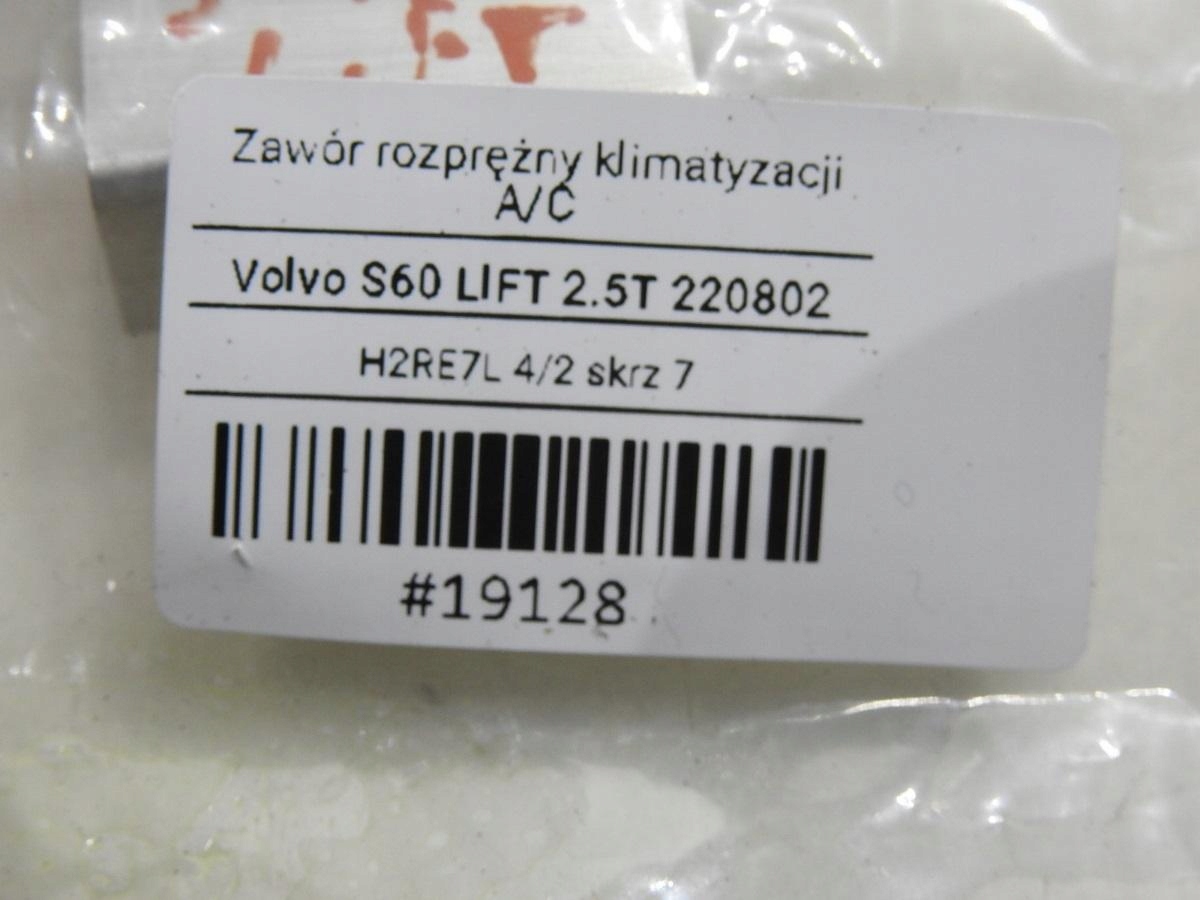 Zawór rozprężny klimatyzacji
A/C
Volvo S60 LIFT 2.5T 220802
H2RE7L 4/2 skrz 7
#19128